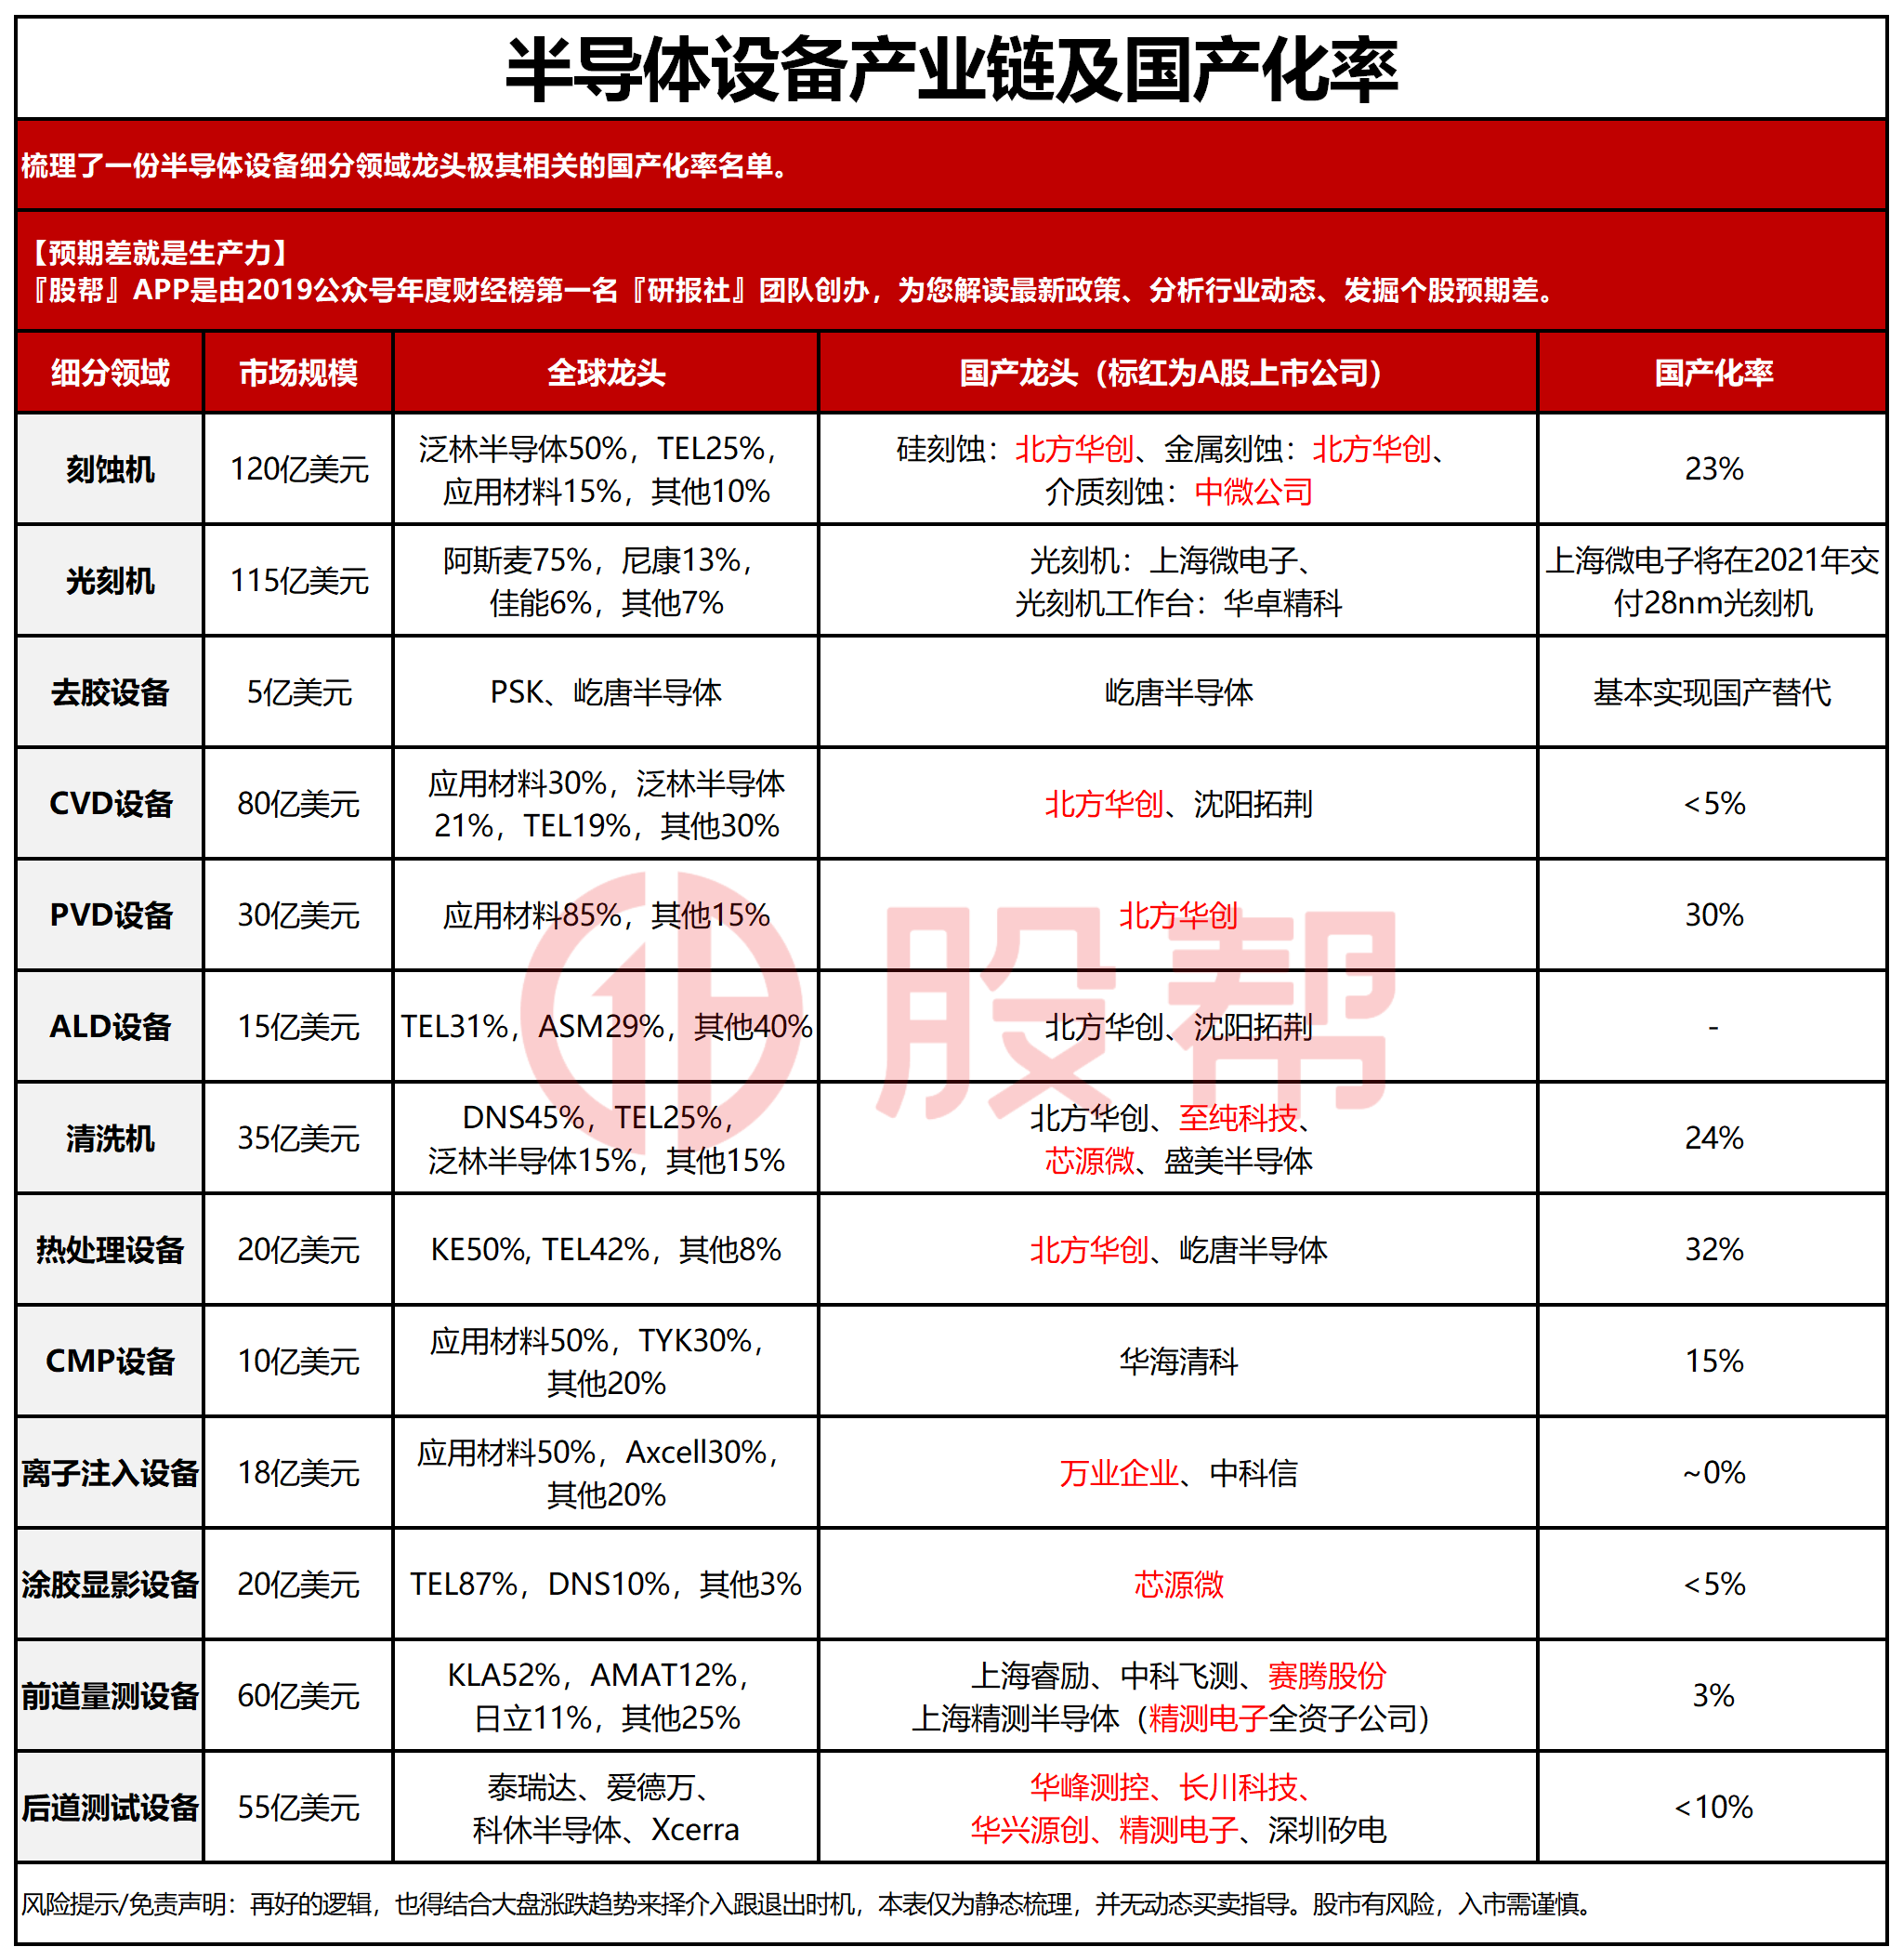 半导体设备产业链及国产化率
梳理了一份半导体设备细分领域龙头极其相关的国产化率名单。
【预期差就是生产力】
『股帮』APP是由2019公众号年度财经榜第一名『研报社』团队创办，为您解读最新政策、分析行业动态、发掘个股预期差。
细分领域 市场规模 全球龙头 国产龙头（标红为A股上市公司） 国产化率
刻蚀机 120亿美元 泛林半导体50%，TEL25%，
应用材料15%，其他10%
硅刻蚀：北方华创、金属刻蚀：北方华创、
介质刻蚀：中微公司
23%
光刻机 115亿美元 阿斯麦75%，尼康13%，
佳能6%，其他7%
光刻机：上海微电子、
光刻机工作台：华卓精科
上海微电子将在2021年交
付28nm光刻机
去胶设备 5亿美元 PSK、屹唐半导体 屹唐半导体 基本实现国产替代
CVD设备 80亿美元 应用材料30%，泛林半导体
21%，TEL19%，其他30%
北方华创、沈阳拓荆 <5%
PVD设备 30亿美元 应用材料85%，其他15% 北方华创 30%
ALD设备 15亿美元 TEL31%，ASM29%，其他40% 北方华创、沈阳拓荆 -
清洗机 35亿美元 DNS45%，TEL25%，
泛林半导体15%，其他15%
北方华创、至纯科技、
芯源微、盛美半导体
24%
热处理设备 20亿美元 KE50%, TEL42%，其他8% 北方华创、屹唐半导体 32%
CMP设备 10亿美元 应用材料50%，TYK30%，
其他20%
华海清科 15%
离子注入设备 18亿美元 应用材料50%，Axcell30%，
其他20%
万业企业、中科信 ~0%
涂胶显影设备 20亿美元 TEL87%，DNS10%，其他3% 芯源微 <5%
前道量测设备 60亿美元 KLA52%，AMAT12%，
日立11%，其他25%
上海睿励、中科飞测、赛腾股份
上海精测半导体（精测电子全资子公司）
3%
后道测试设备 55亿美元 泰瑞达、爱德万、
科休半导体、Xcerra
华峰测控、长川科技、
华兴源创、精测电子、深圳矽电
<10%
风险提示/免责声明：再好的逻辑，也得结合大盘涨跌趋势来择介入跟退出时机，本表仅为静态梳理，并无动态买卖指导。股市有风险，入市需谨慎。
股帮